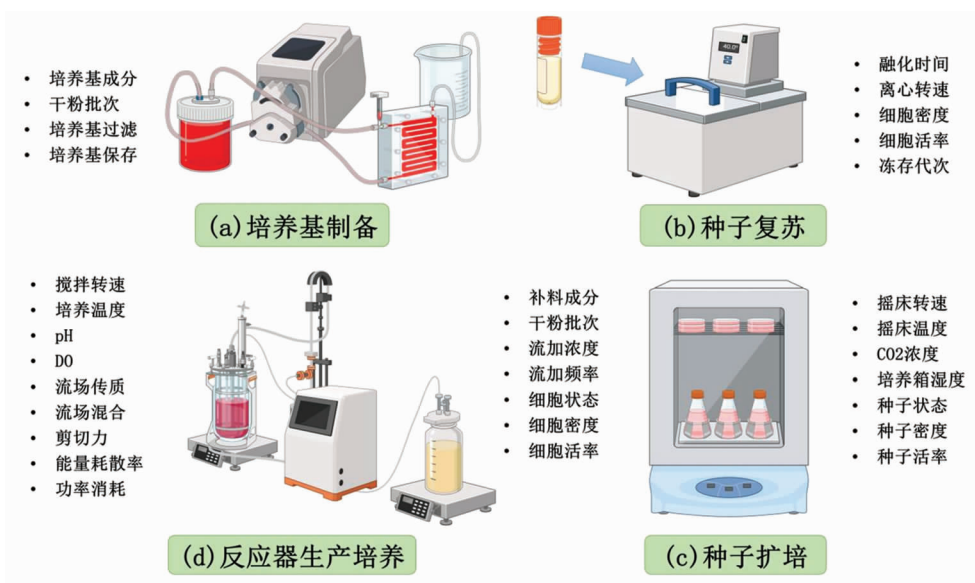 • 培养基成分
• 干粉批次
• 培养基过滤
• 培养基保存
(a)培养基制备
-40.0°
• 融化时间
• 离心转速
• 细胞密度
• 细胞活率
• 冻存代次
(b)种子复苏
• 搅拌转速
• 培养温度
• pH
• DO
• 流场传质
• 流场混合
• 剪切力
• 能量耗散率
• 功率消耗
• 补料成分
• 干粉批次
• 流加浓度
• 流加频率
• 细胞状态
• 细胞密度
• 细胞活率
(d)反应器生产培养
• 摇床转速
• 摇床温度
• CO2浓度
• 培养箱湿度
• 种子状态
• 种子密度
• 种子活率
(c)种子扩培